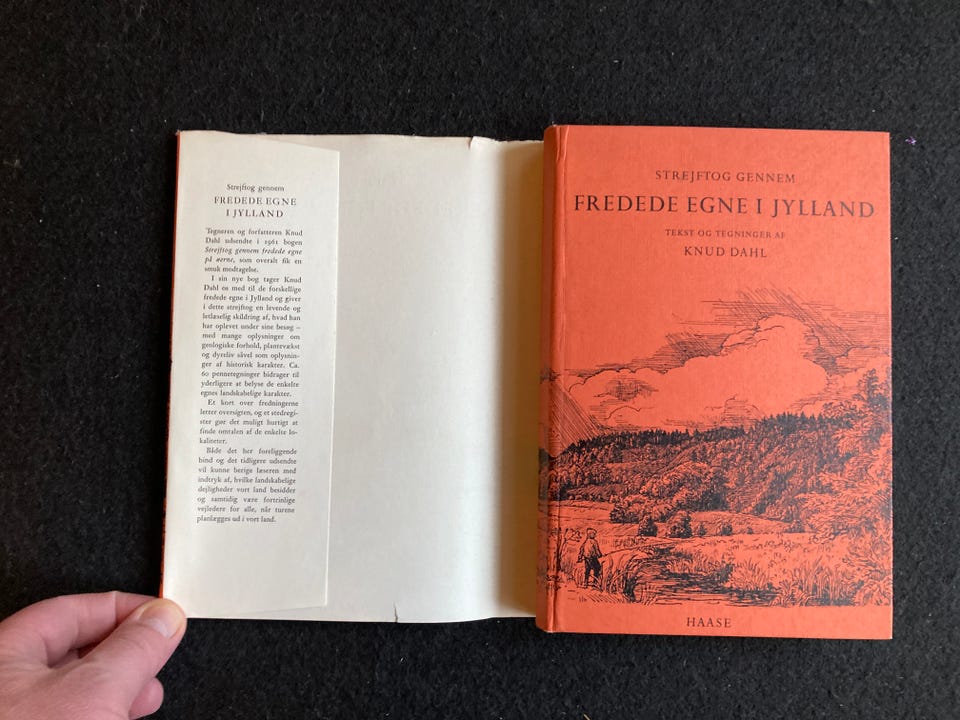 Strejftog gennem
FREDEDE EGNE
I JYLLAND
Tegneren og forfatteren Knud
Dahl udsendte i 1961 bogen
Strejftog gennem fredede egne
på øerne, som overalt fik en
smuk modtagelse.
I sin nye bog tager Knud
Dahl os med til de forskellige
fredede egne i Jylland og giver
i dette strejftog en levende og
letlæselig skildring af, hvad han
har oplevet under sine besøg –
med mange oplysninger om
geologiske forhold, plantevækst
og dyreliv såvel som oplysnin-
ger af historisk karakter. Ca.
60 pennetegninger bidrager til
yderligere at belyse de enkelte
egnes landskabelige karakter.
Et kort over fredningerne
letter oversigten, og et stedregi-
ster gør det muligt hurtigt at
finde omtalen af de enkelte lo-
kaliteter.
Både det her foreliggende
bind og det tidligere udsendte
vil kunne berige læseren med
indtryk af, hvilke landskabelige
dejligheder vort land besidder
og samtidig være fortrinlige
vejledere for alle, når turene
planlægges ud i vort land.
STREJFTOG GENNEM
FREDEDE EGNE I JYLLAND
TEKST OG TEGNINGER AF
KNUD DAHL
HAASE